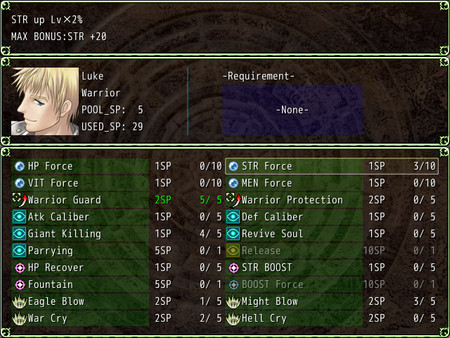 STR up Lv×2%
MAX BONUS:STR +20
Luke
Warrior
POOL_SP: 5
USED_SP: 29
-Requirement-
-None-
HP Force 1SP 0/10 STR Force 1SP 3/10
VIT Force 1SP 0/10 MEN Force 1SP 0/10
Warrior Guard 2SP 5/ 5 Warrior Protection 2SP 0/ 5
Atk Caliber 1SP 0/ 5 Def Caliber 1SP 0/ 5
Giant Killing 1SP 4/ 5 Revive Soul 1SP 0/ 5
Parrying 5SP 0/ 1 Release 10SP 0/ 1
HP Recover 1SP 0/ 5 STR BOOST 1SP 0/ 5
Fountain 5SP 0/ 1 BOOST Force 10SP 0/ 1
Eagle Blow 2SP 1/ 5 Might Blow 2SP 3/ 5
War Cry 2SP 2/ 5 Hell Cry 2SP 0/ 5